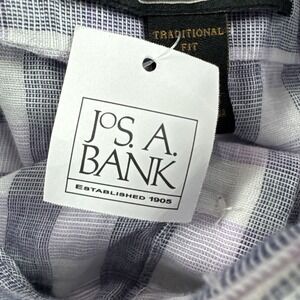 TRADITIONAL
FIT
JOS. A.
BANK
ESTABLISHED 1905